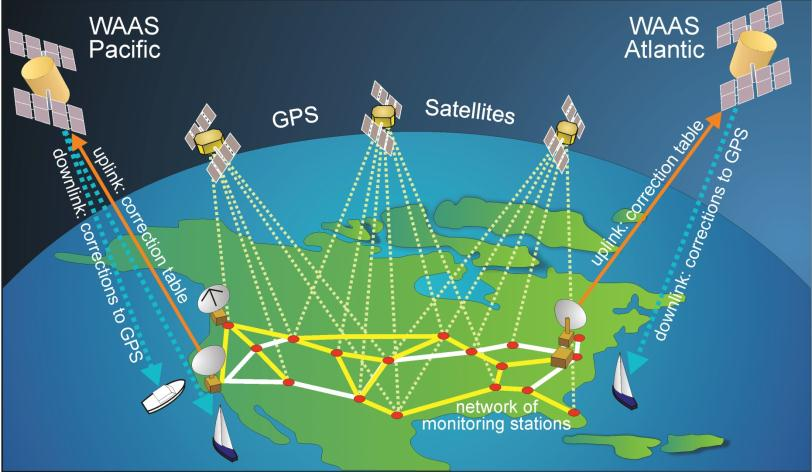 WAAS
Pacific
WAAS
Atlantic
GPS
Satellites
uplink: correction table
downlink: corrections to GPS
uplink: correction table
downlink: corrections to GPS
network of
monitoring stations